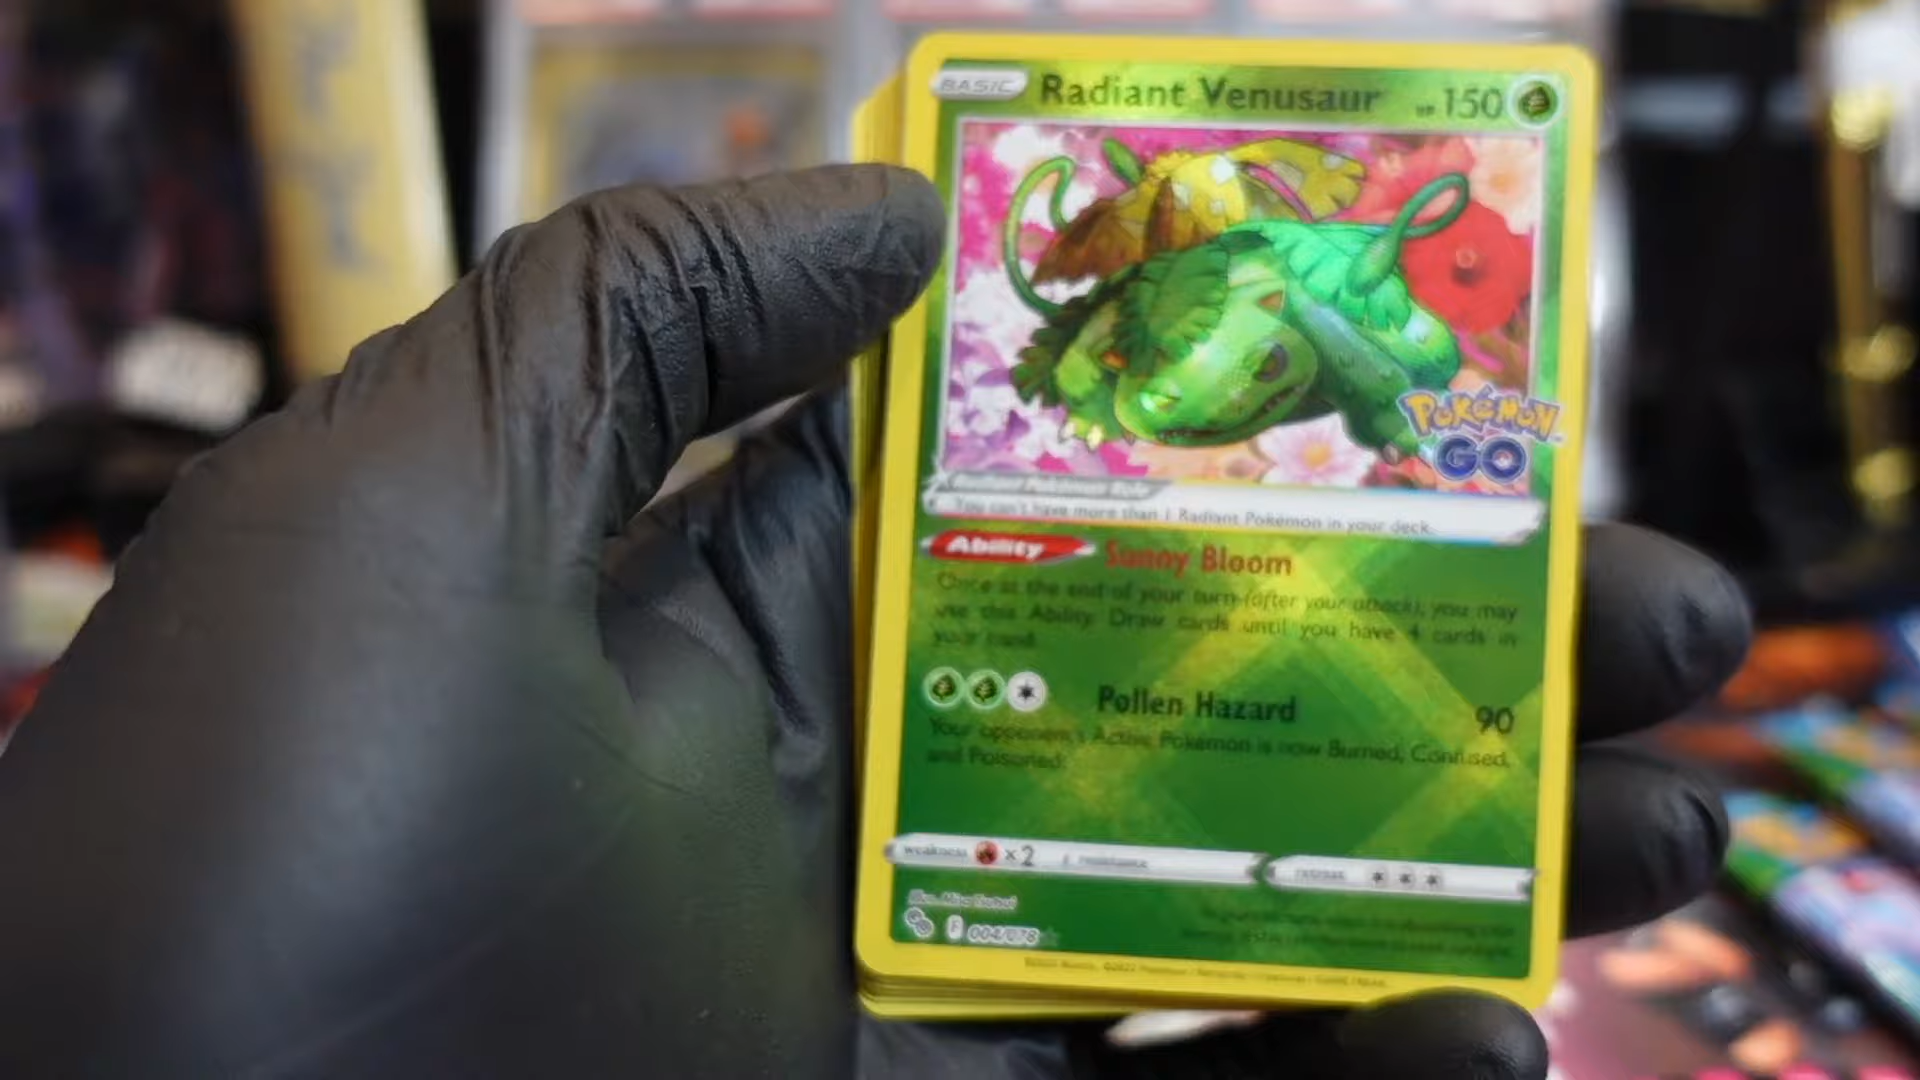 BASIC Radiant Venusaur HP 150
POKÉMON
GO
Radiant Pokémon Rule
You can't have more than 1 Radiant Pokémon in your deck.
Ability Sunny Bloom
Once at the end of your turn (after your attack), you may
use this Ability. Draw cards until you have 4 cards in
your hand.
Pollen Hazard 90
Your opponent's Active Pokémon is now Burned, Confused,
and Poisoned.
weakness ×2 resistance retreat
Illus.
F 004/078